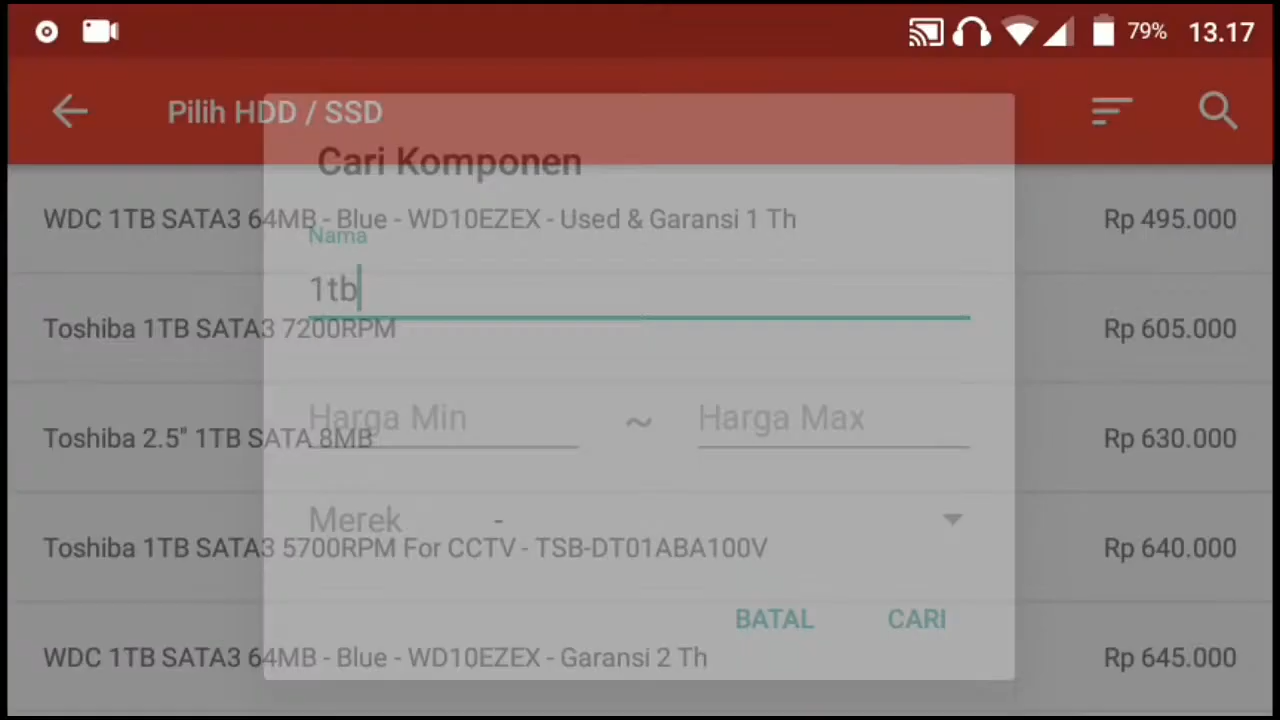 79% 13.17
Pilih HDD / SSD
Cari Komponen
WDC 1TB SATA3 64MB - Blue - WD10EZEX - Used & Garansi 1 Th Rp 495.000
Nama
1tb
Toshiba 1TB SATA3 7200RPM Rp 605.000
Harga Min ~ Harga Max
Toshiba 2.5" 1TB SATA 8MB Rp 630.000
Merek -
Toshiba 1TB SATA3 5700RPM For CCTV - TSB-DT01ABA100V Rp 640.000
BATAL CARI
WDC 1TB SATA3 64MB - Blue - WD10EZEX - Garansi 2 Th Rp 645.000